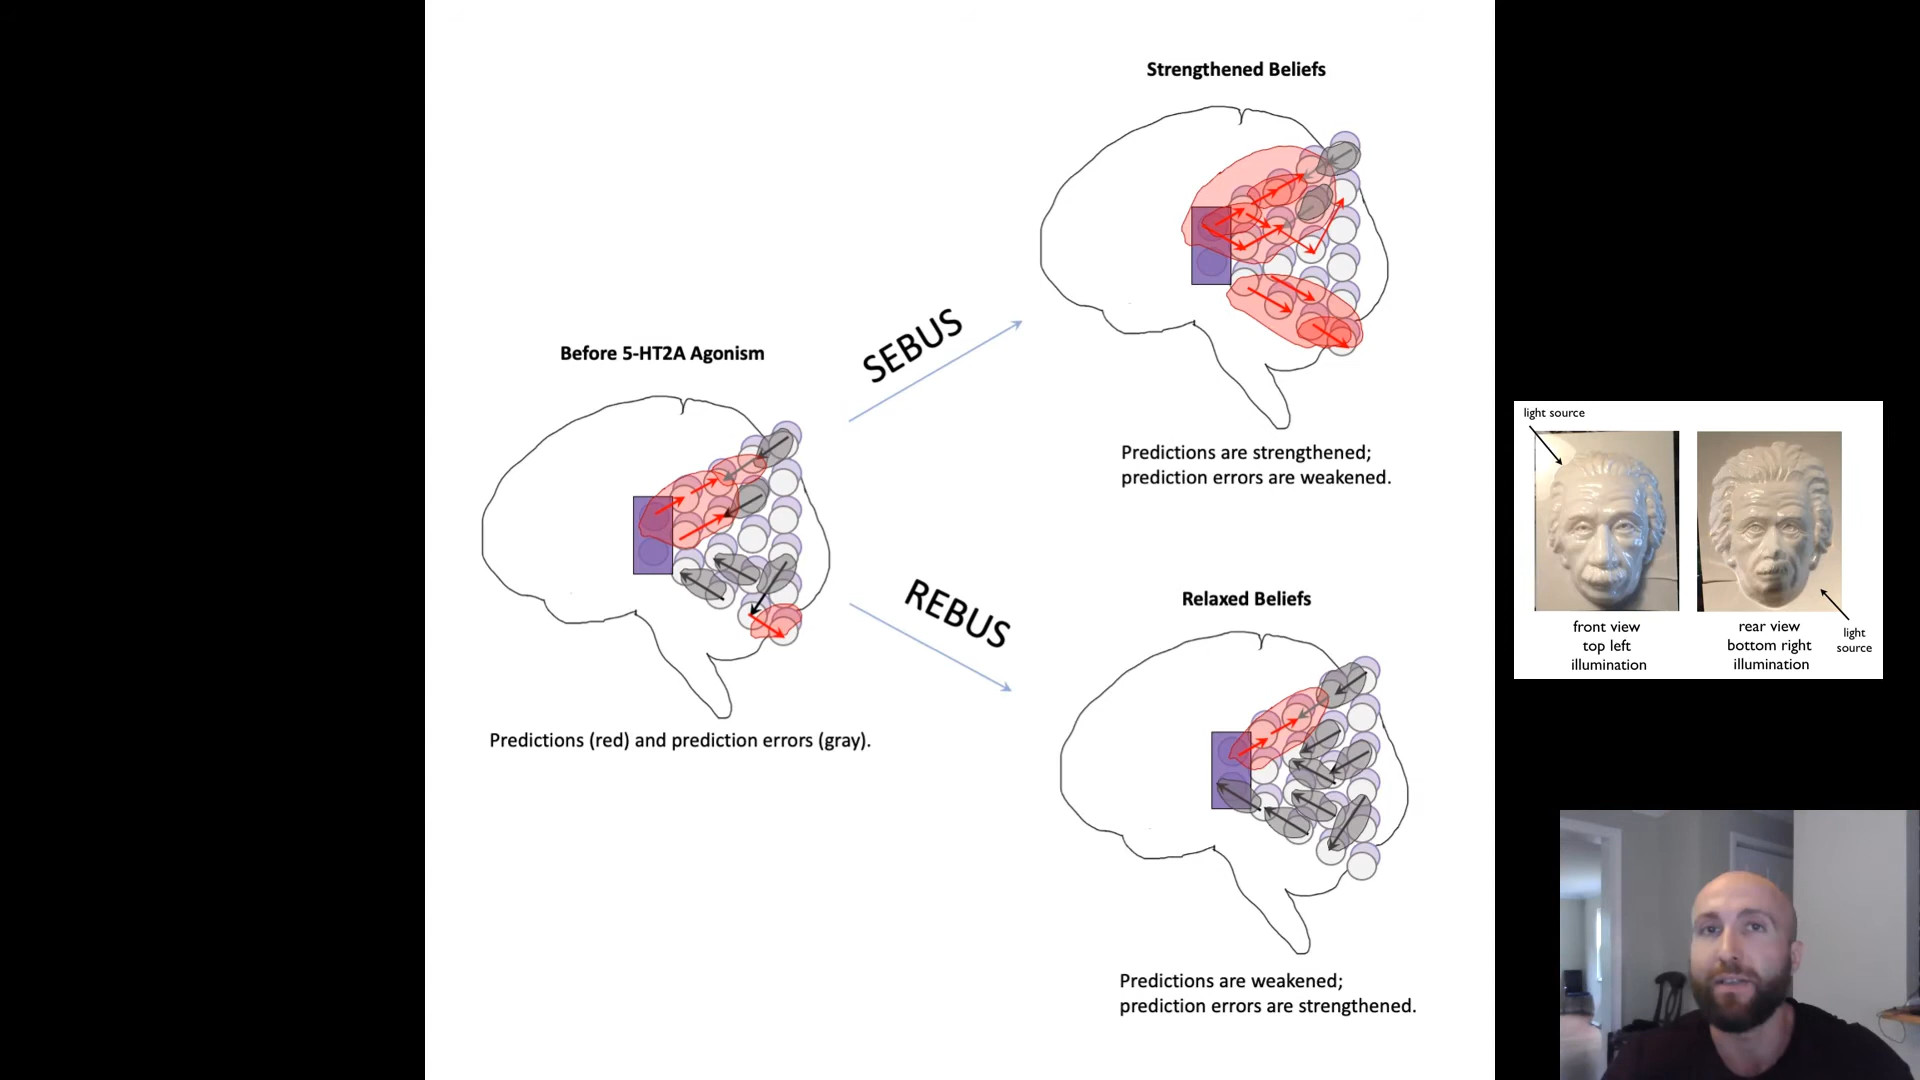 Strengthened Beliefs
SEBUS
Before 5-HT2A Agonism
Predictions are strengthened;
prediction errors are weakened.
REBUS
Relaxed Beliefs
Predictions (red) and prediction errors (gray).
Predictions are weakened;
prediction errors are strengthened.
light source
front view
top left
illumination
rear view
bottom right
illumination
light
source